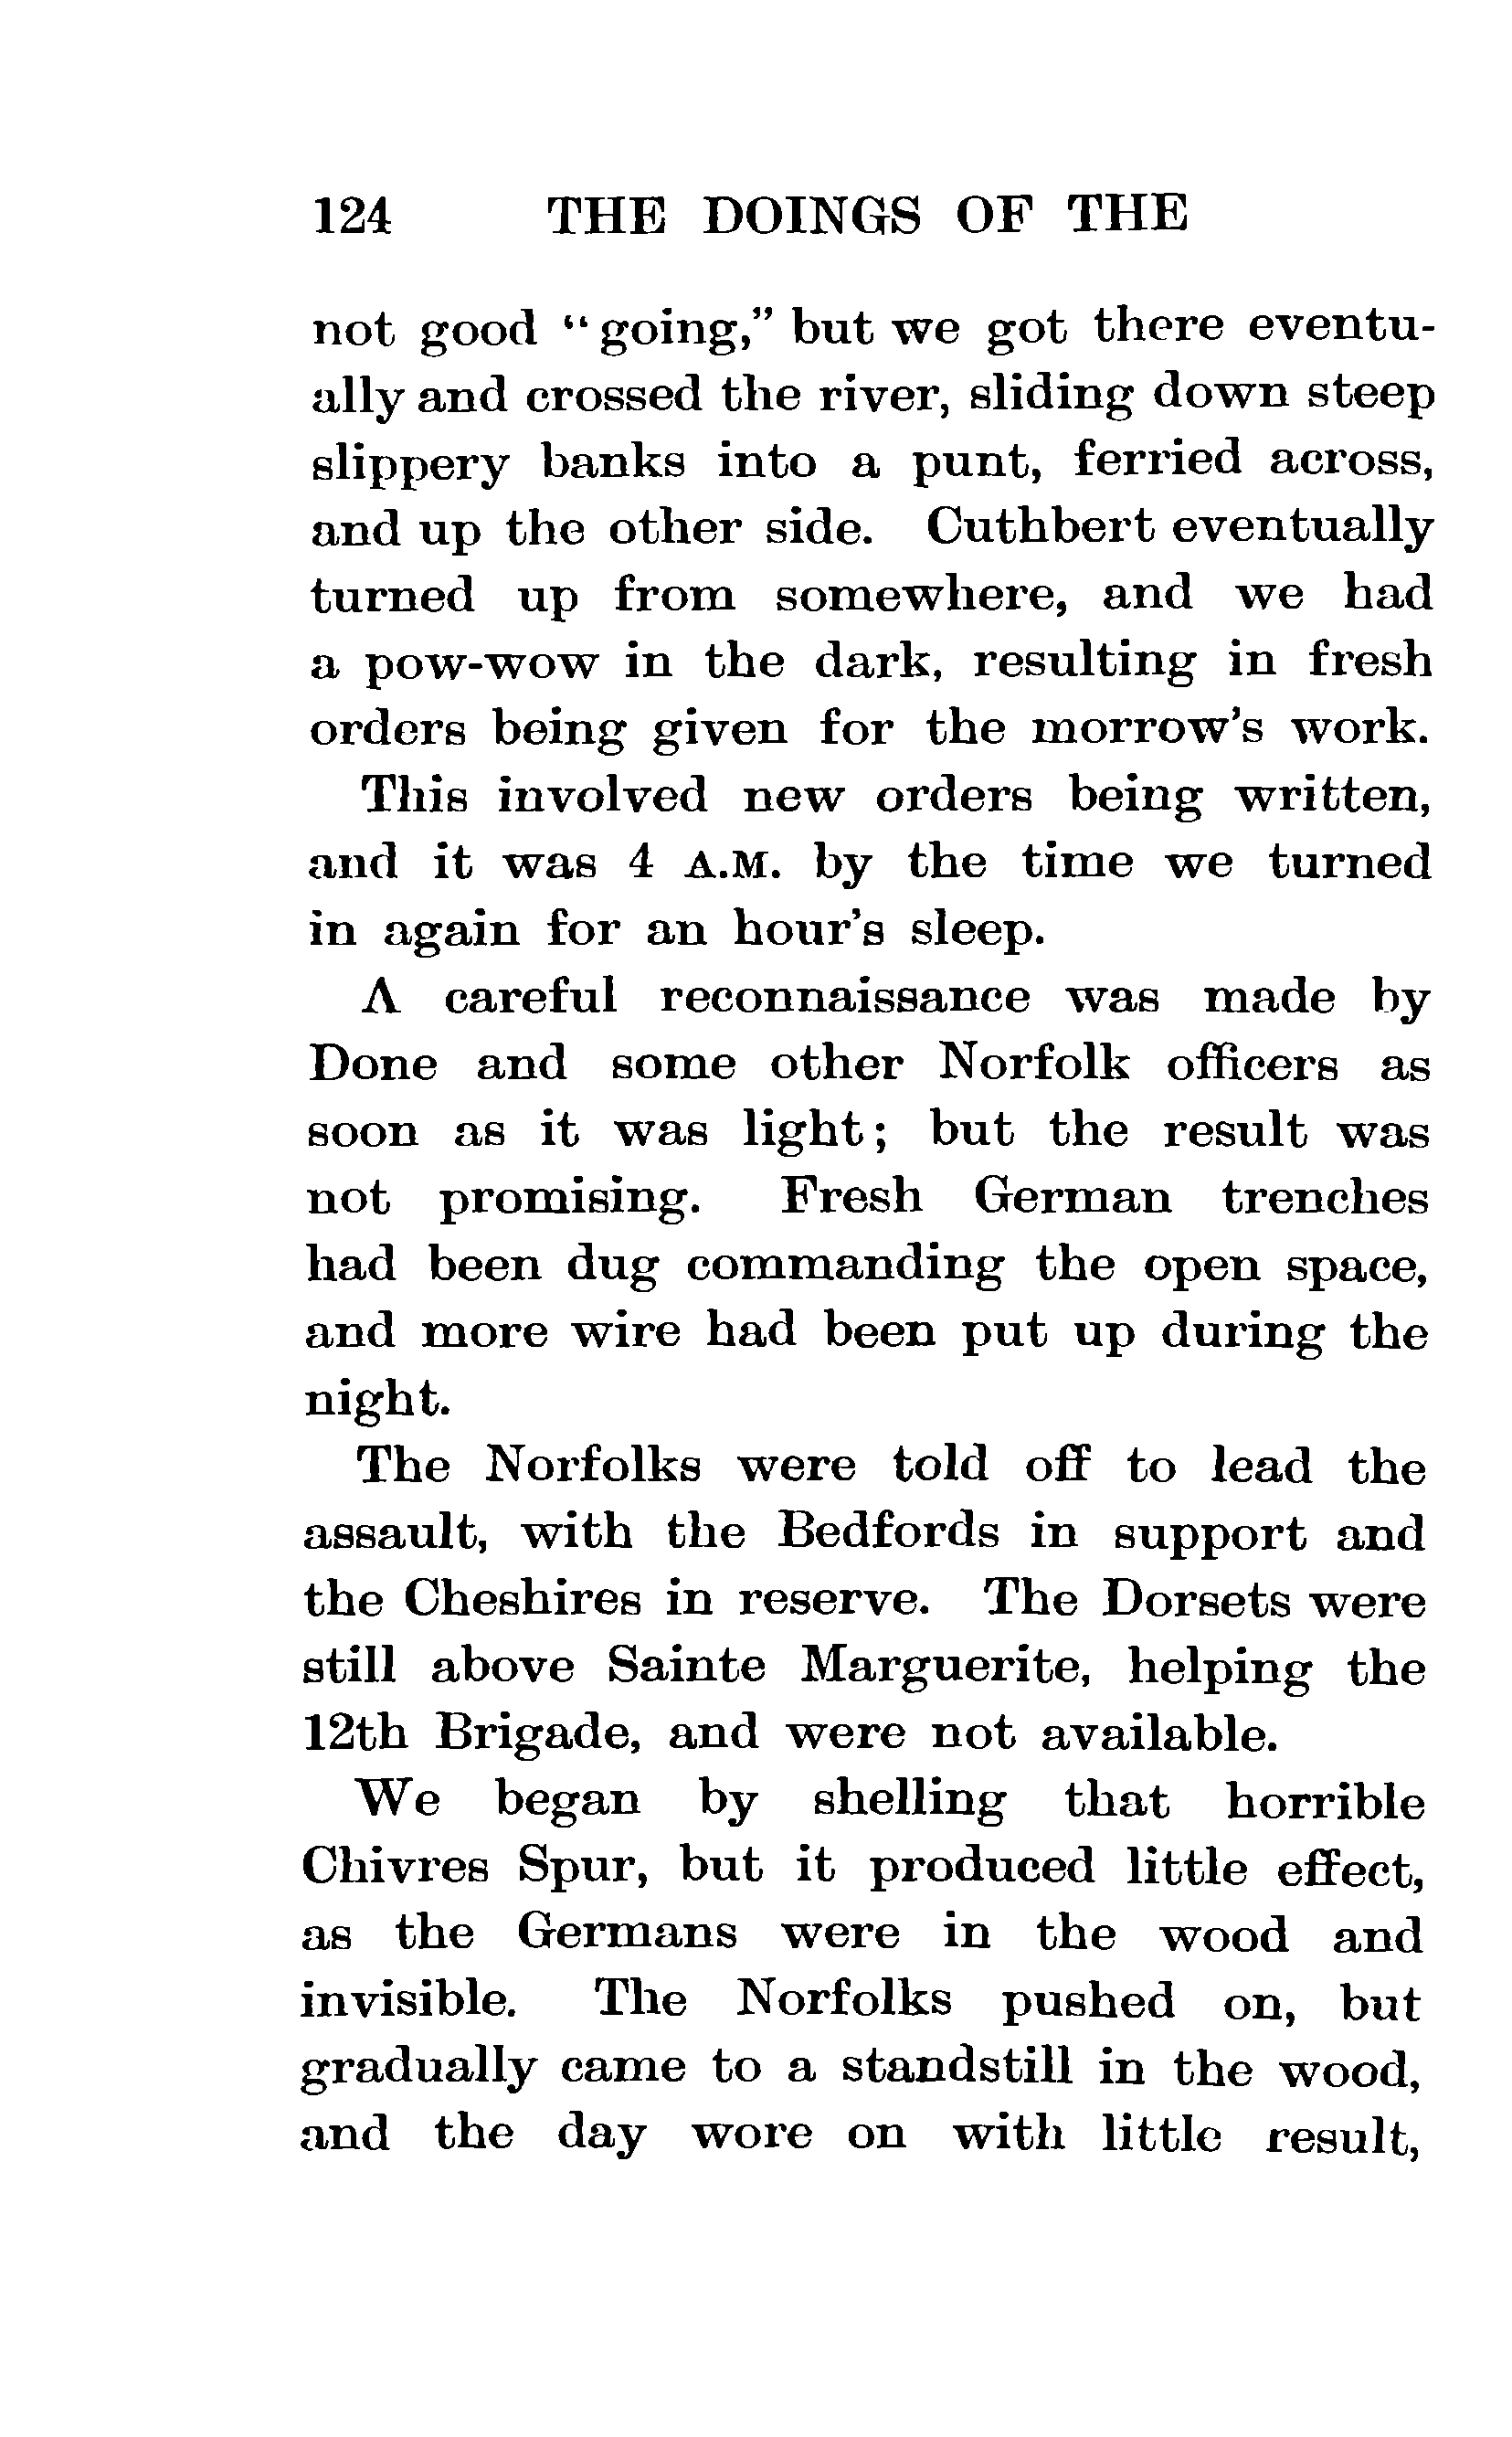 124 THE DOINGS OF THE
not good "going," but we got there eventu-
ally and crossed the river, sliding down steep
slippery banks into a punt, ferried across,
and up the other side. Cuthbert eventually
turned up from somewhere, and we had
a pow-wow in the dark, resulting in fresh
orders being given for the morrow's work.
This involved new orders being written,
and it was 4 A.M. by the time we turned
in again for an hour's sleep.
A careful reconnaissance was made by
Done and some other Norfolk officers as
soon as it was light; but the result was
not promising. Fresh German trenches
had been dug commanding the open space,
and more wire had been put up during the
night.
The Norfolks were told off to lead the
assault, with the Bedfords in support and
the Cheshires in reserve. The Dorsets were
still above Sainte Marguerite, helping the
12th Brigade, and were not available.
We began by shelling that horrible
Chivres Spur, but it produced little effect,
as the Germans were in the wood and
invisible. The Norfolks pushed on, but
gradually came to a standstill in the wood,
and the day wore on with little result,